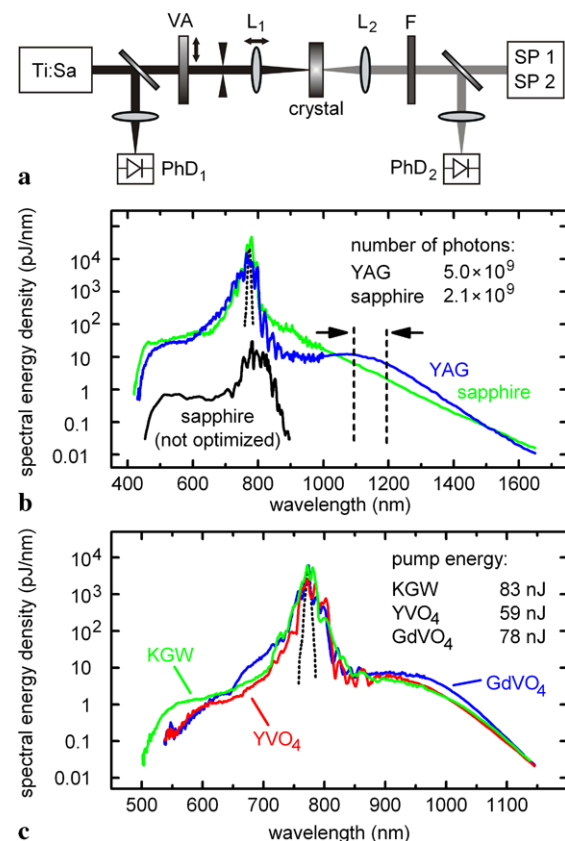 VA
L₁
L₂
F
Ti:Sa
SP 1
SP 2
crystal
PhD₁
PhD₂
a
spectral energy density (pJ/nm)
10⁴
10³
10²
10
1
0.1
0.01
number of photons:
YAG 5.0×10⁹
sapphire 2.1×10⁹
YAG
sapphire
sapphire
(not optimized)
400 600 800 1000 1200 1400 1600
wavelength (nm)
b
spectral energy density (pJ/nm)
10⁴
10³
10²
10
1
0.1
0.01
pump energy:
KGW 83 nJ
YVO₄ 59 nJ
GdVO₄ 78 nJ
KGW
GdVO₄
YVO₄
500 600 700 800 900 1000 1100
wavelength (nm)
c